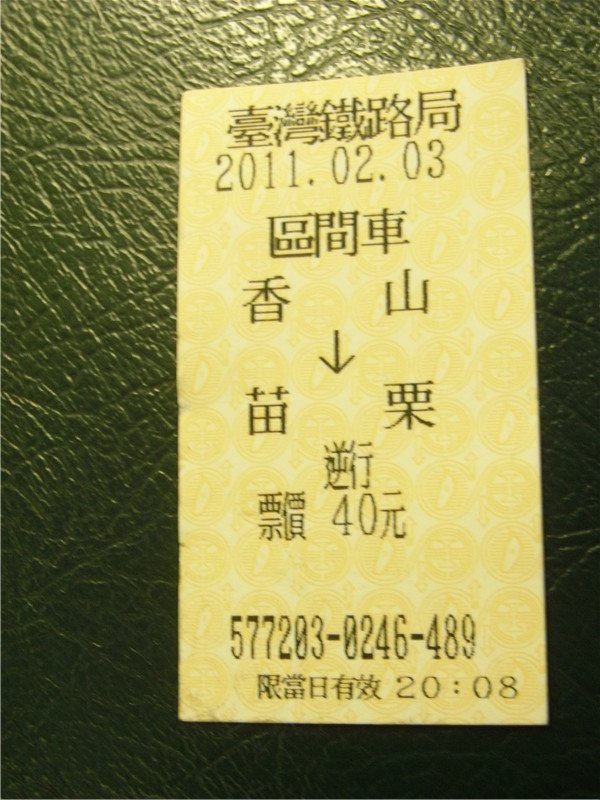 臺灣鐵路局
2011.02.03
區間車
香 山
↓
苗 栗
逆行
票價 40元
577203-0246-489
限當日有效 20:08